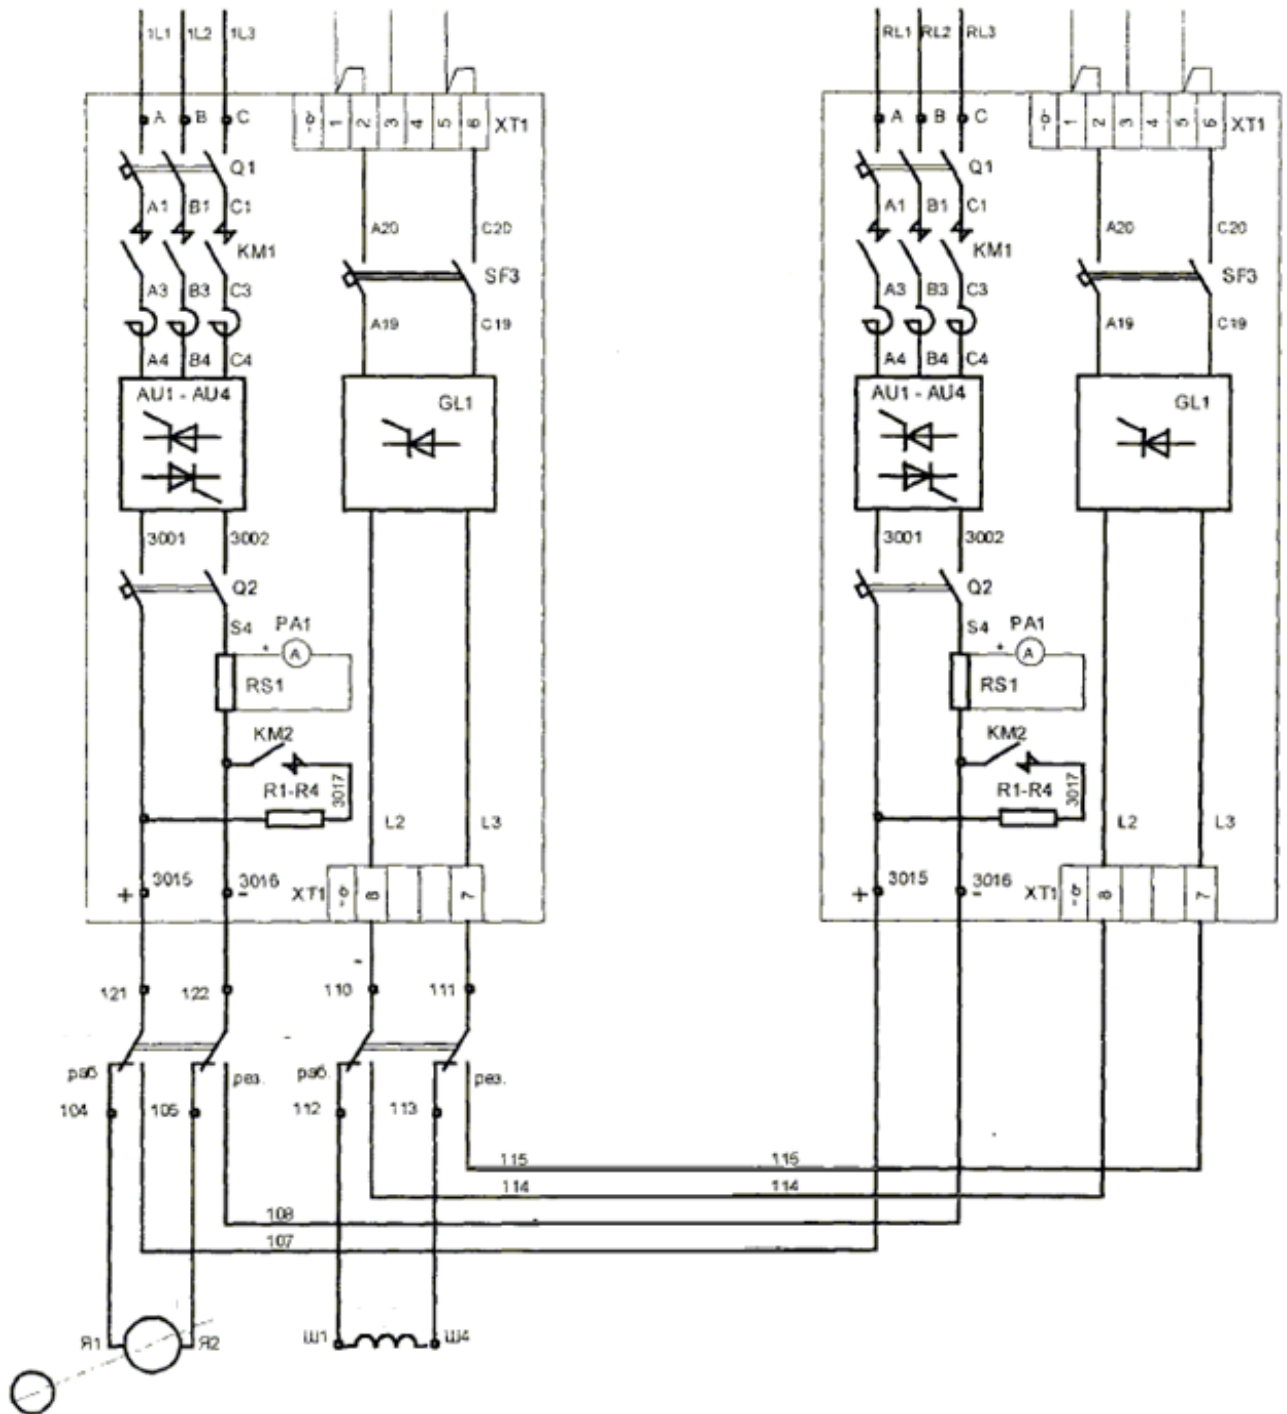 1L1 1L2 1L3 RL1 RL2 RL3
A B C 1 2 3 4 5 6 XT1 A B C 1 2 3 4 5 6 XT1
Q1 Q1
A1 B1 C1 A1 B1 C1
A20 C20 A20 C20
KM1 KM1
SF3 SF3
A3 B3 C3 A3 B3 C3
A19 C19 A19 C19
A4 B4 C4 A4 B4 C4
AU1 - AU4 GL1 AU1 - AU4 GL1
3001 3002 3001 3002
Q2 Q2
S4 + PA1 S4 + PA1
A A
RS1 RS1
KM2 KM2
R1-R4 3017 R1-R4 3017
L2 L3 L2 L3
+ 3015 3016 - XT1 8 7 + 3015 3016 - XT1 8 7
121 122 110 111
раб. рез. раб. рез.
104 105 112 113
115 115
114 114
108
107
Я1 Я2 Ш1 Ш4